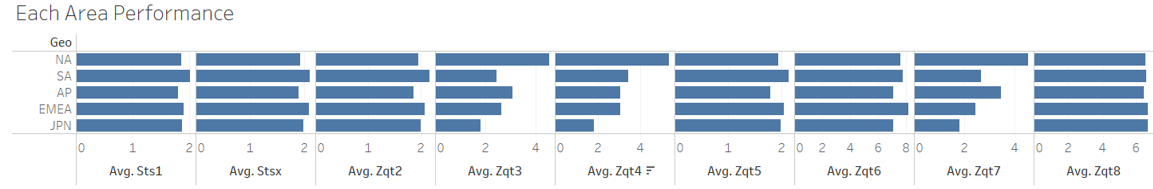 Each Area Performance
Geo
NA
SA
AP
EMEA
JPN
0 1 2 0 1 2 0 1 2 0 2 4 0 2 4 0 1 2 0 2 4 6 8 0 2 4 0 2 4 6
Avg. Sts1 Avg. Stsx Avg. Zqt2 Avg. Zqt3 Avg. Zqt4 Avg. Zqt5 Avg. Zqt6 Avg. Zqt7 Avg. Zqt8